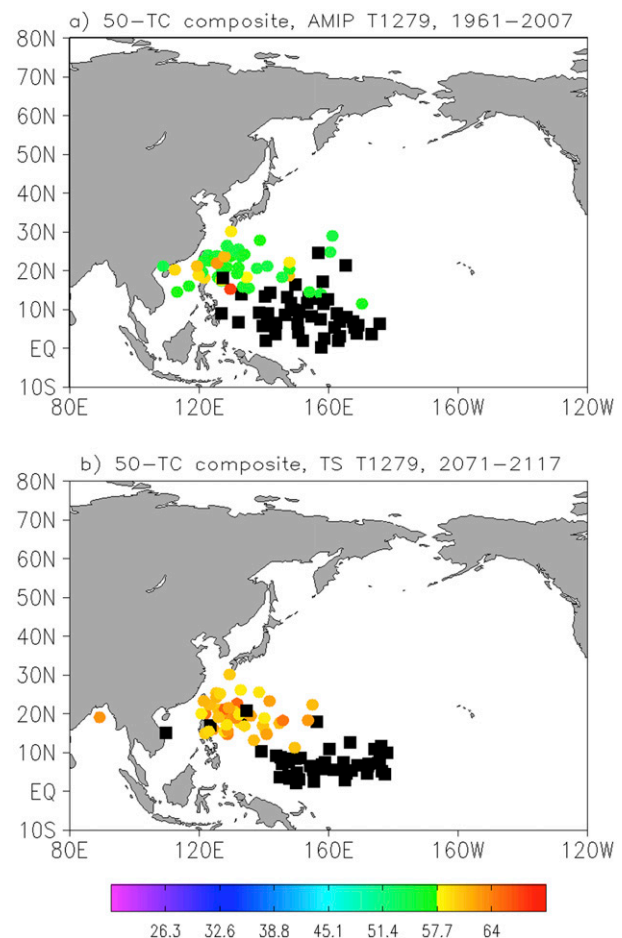 a) 50-TC composite, AMIP T1279, 1961-2007
80N
70N
60N
50N
40N
30N
20N
10N
EQ
10S
80E 120E 160E 160W 120W
b) 50-TC composite, TS T1279, 2071-2117
80N
70N
60N
50N
40N
30N
20N
10N
EQ
10S
80E 120E 160E 160W 120W
26.3 32.6 38.8 45.1 51.4 57.7 64